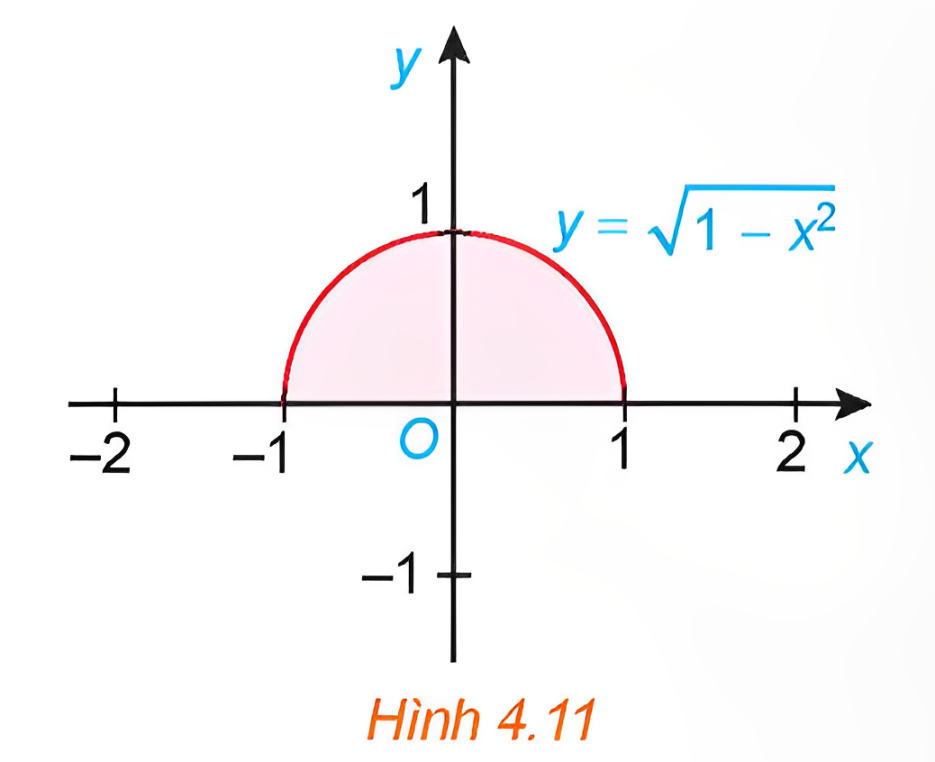 y
1
y = √(1 − x²)
–2 –1 O 1 2 x
–1
Hình 4.11